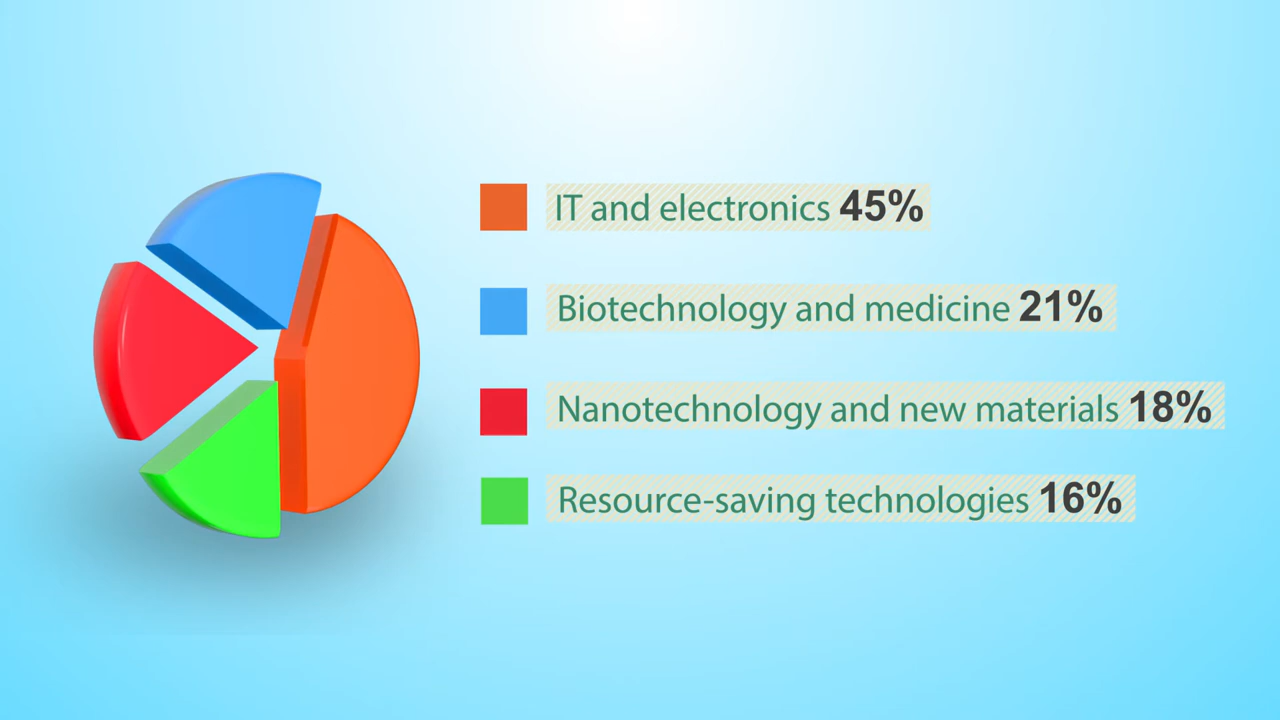 IT and electronics 45%
Biotechnology and medicine 21%
Nanotechnology and new materials 18%
Resource-saving technologies 16%